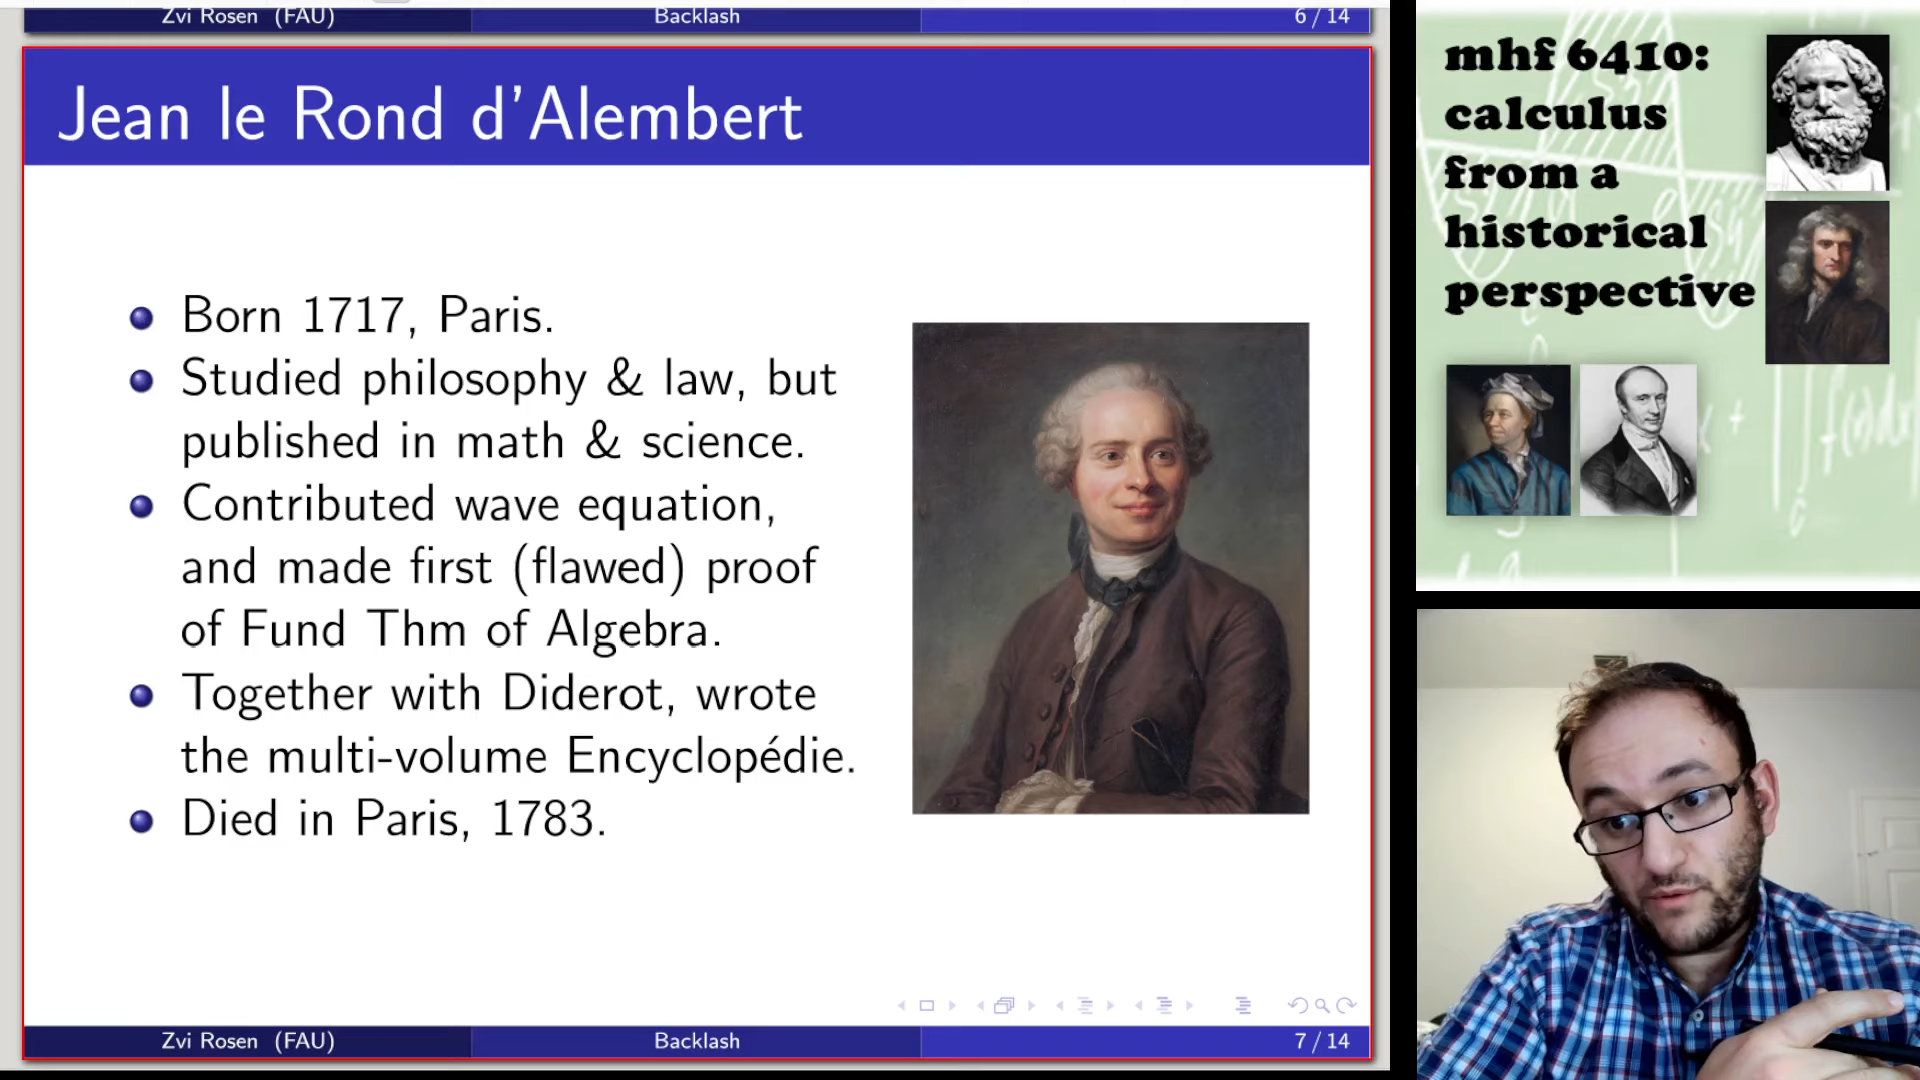 Zvi Rosen (FAU) Backlash 6 / 14
Jean le Rond d'Alembert
Born 1717, Paris.
Studied philosophy & law, but
published in math & science.
Contributed wave equation,
and made first (flawed) proof
of Fund Thm of Algebra.
Together with Diderot, wrote
the multi-volume Encyclopédie.
Died in Paris, 1783.
Zvi Rosen (FAU) Backlash 7 / 14
mhf 6410:
calculus
from a
historical
perspective